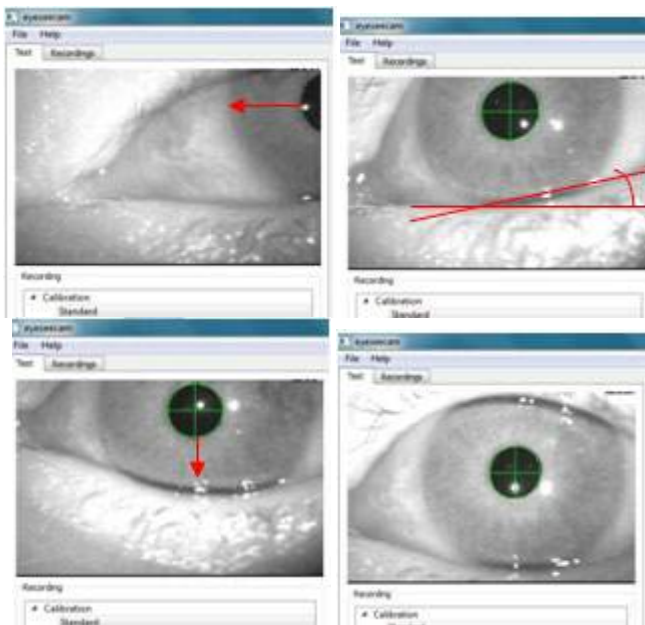 eyeseecam
File Help
Test Recordings
Recording
Calibration
Standard
eyeseecam
File Help
Test Recordings
Recording
Calibration
Standard
eyeseecam
File Help
Test Recordings
Recording
Calibration
Standard
eyeseecam
File Help
Test Recordings
Recording
Calibration